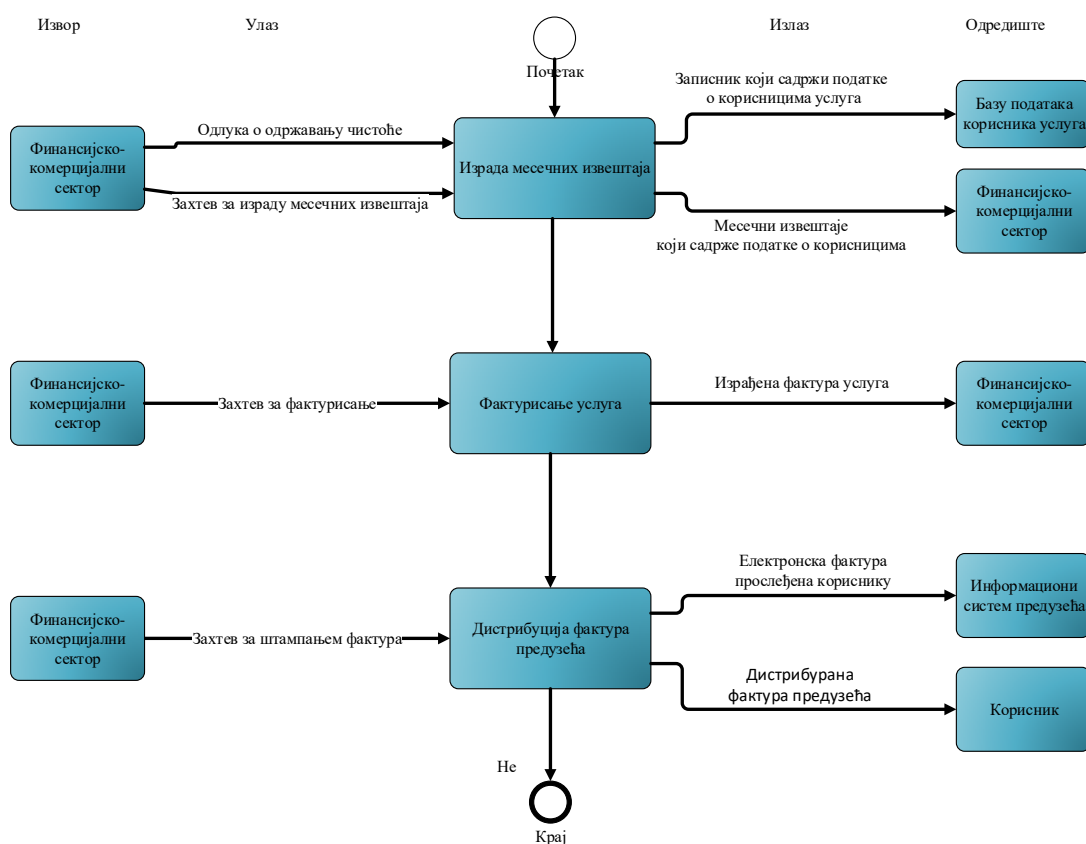 Извор
Улаз
Излаз
Одредиште
Почетак
Финансијско-
комерцијални
сектор
Одлука о одржавању чистоће
Захтев за израду месечних извештаја
Израда месечних извештаја
Записник који садржи податке
о корисницима услуга
Базу података
корисника услуга
Месечни извештаје
који садрже податке о корисницима
Финансијско-
комерцијални
сектор
Финансијско-
комерцијални
сектор
Захтев за фактурисање
Фактурисање услуга
Израђена фактура услуга
Финансијско-
комерцијални
сектор
Финансијско-
комерцијални
сектор
Захтев за штампањем фактура
Дистрибуција фактура
предузећа
Електронска фактура
прослеђена кориснику
Информациони
систем предузећа
Дистрибурана
фактура предузећа
Корисник
Не
Крај